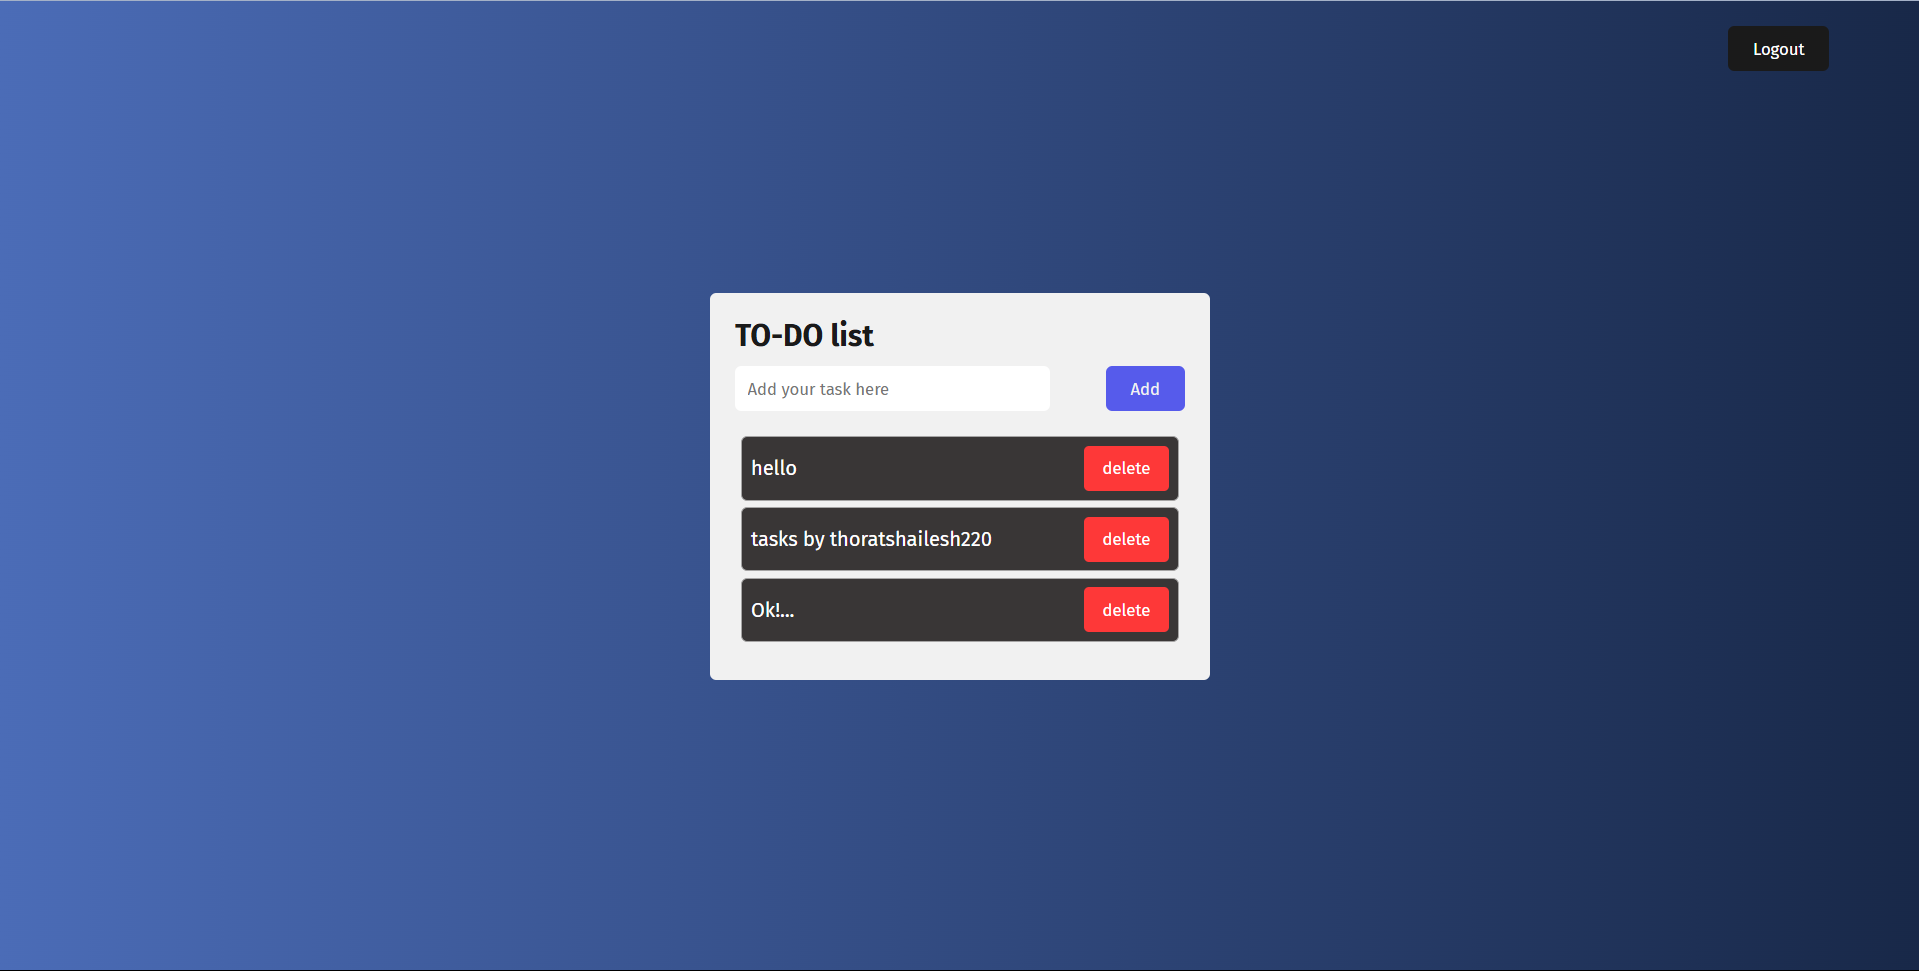 Logout
TO-DO list
Add your task here
Add
hello
delete
tasks by thoratshailesh220
delete
Ok!...
delete